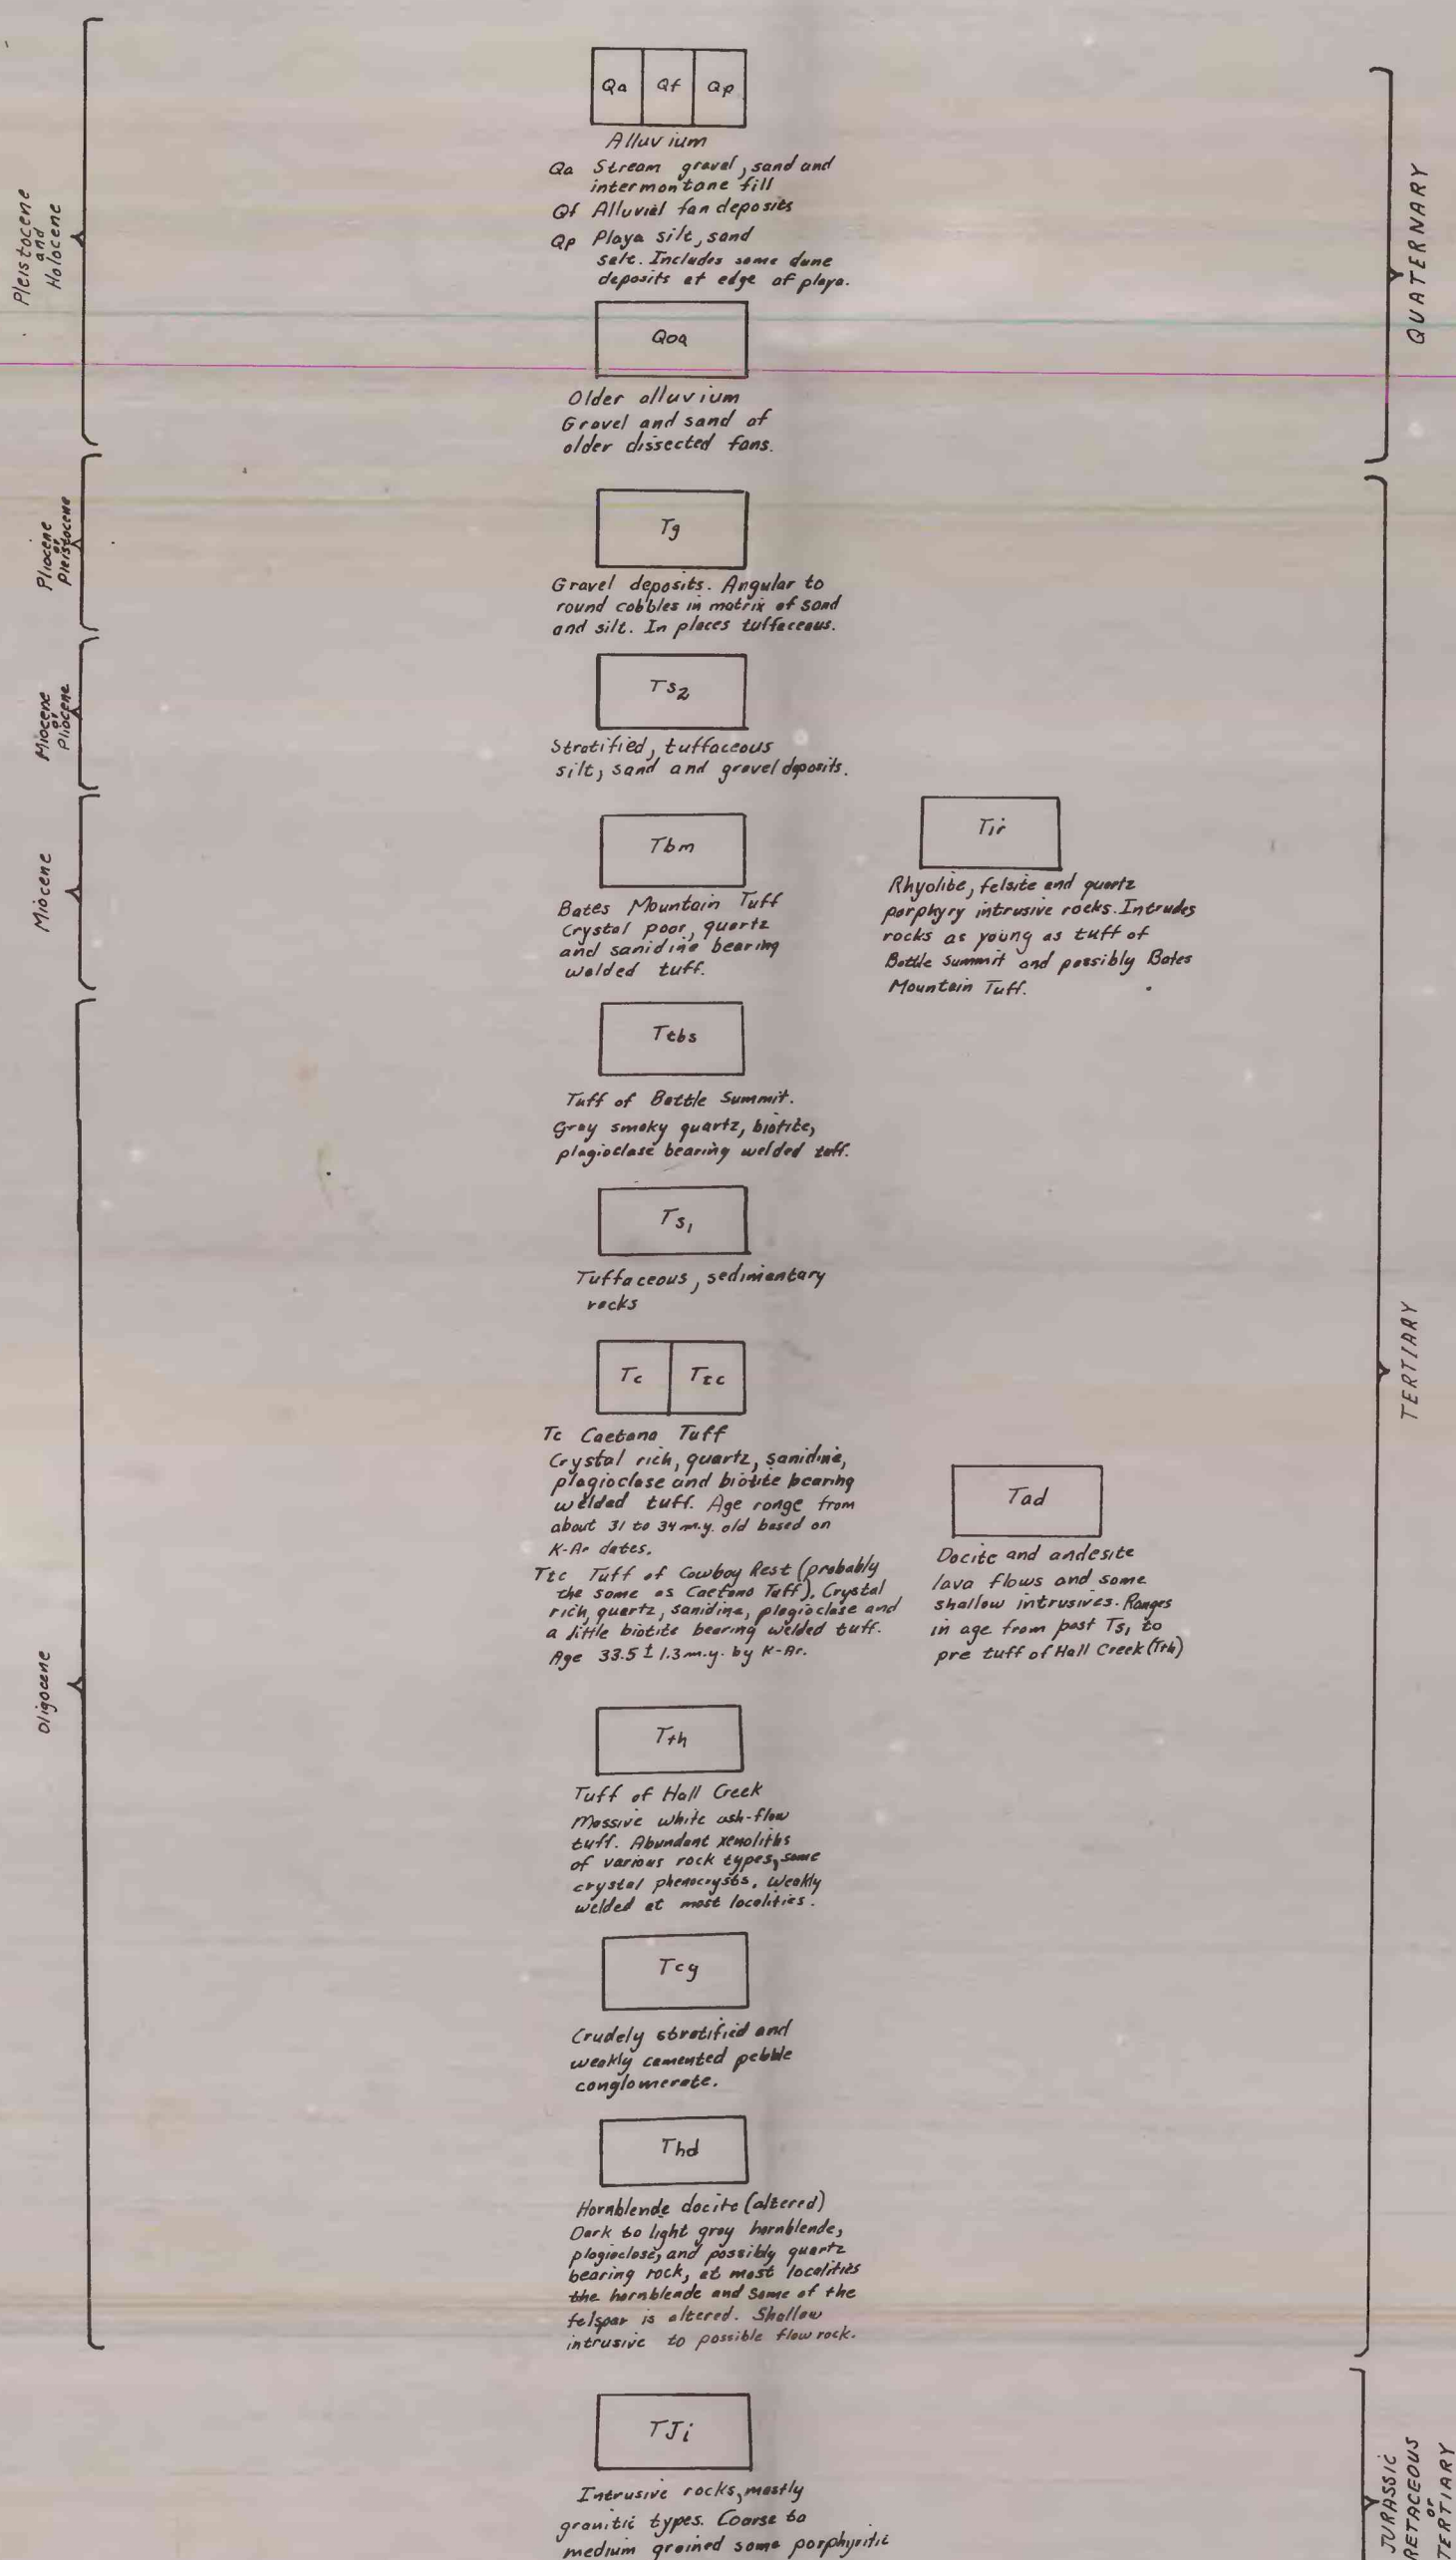 Qa Qf Qp
Alluvium
Qa Stream gravel, sand and
intermontane fill
Qf Alluvial fan deposits
Qp Playa silt, sand
salt. Includes some dune
deposits at edge of playa.
Qoa
Older alluvium
Gravel and sand of
older dissected fans.
Pleistocene
and
Holocene
QUATERNARY
Tg
Gravel deposits. Angular to
round cobbles in matrix of sand
and silt. In places tuffaceous.
Pliocene
or
Pleistocene
Ts2
Stratified, tuffaceous
silt, sand and gravel deposits.
Miocene
or
Pliocene
Tbm
Bates Mountain Tuff
Crystal poor, quartz
and sanidine bearing
welded tuff.
Tir
Rhyolite, felsite and quartz
porphyry intrusive rocks. Intrudes
rocks as young as tuff of
Battle Summit and possibly Bates
Mountain Tuff.
Miocene
Ttbs
Tuff of Battle Summit.
Gray smoky quartz, biotite,
plagioclase bearing welded tuff.
Ts1
Tuffaceous, sedimentary
rocks
Tc Ttc
Tc Caetano Tuff
Crystal rich, quartz, sanidine,
plagioclase and biotite bearing
welded tuff. Age range from
about 31 to 34 m.y. old based on
K-Ar dates.
Ttc Tuff of Cowboy Rest (probably
the same as Caetano Tuff). Crystal
rich, quartz, sanidine, plagioclase and
a little biotite bearing welded tuff.
Age 33.5 ± 1.3 m.y. by K-Ar.
Tad
Dacite and andesite
lava flows and some
shallow intrusives. Ranges
in age from post Ts1 to
pre tuff of Hall Creek (Trh)
Tth
Tuff of Hall Creek
Massive white ash-flow
tuff. Abundant xenoliths
of various rock types, some
crystal phenocrysts. Weakly
welded at most localities.
Tcg
Crudely stratified and
weakly cemented pebble
conglomerate.
Thd
Hornblende dacite (altered)
Dark to light gray hornblende,
plagioclase, and possibly quartz
bearing rock, at most localities
the hornblende and some of the
felspar is altered. Shallow
intrusive to possible flow rock.
Oligocene
TERTIARY
TJi
Intrusive rocks, mostly
granitic types. Coarse to
medium grained some porphyritic
JURASSIC
RETACEOUS
or
TERTIARY